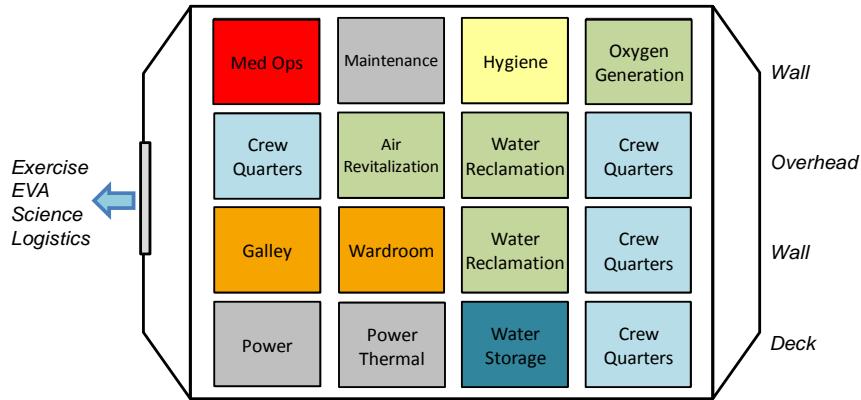 Med Ops
Maintenance
Hygiene
Oxygen
Generation
Wall
Crew
Quarters
Air
Revitalization
Water
Reclamation
Crew
Quarters
Overhead
Exercise
EVA
Science
Logistics
Galley
Wardroom
Water
Reclamation
Crew
Quarters
Wall
Power
Power
Thermal
Water
Storage
Crew
Quarters
Deck